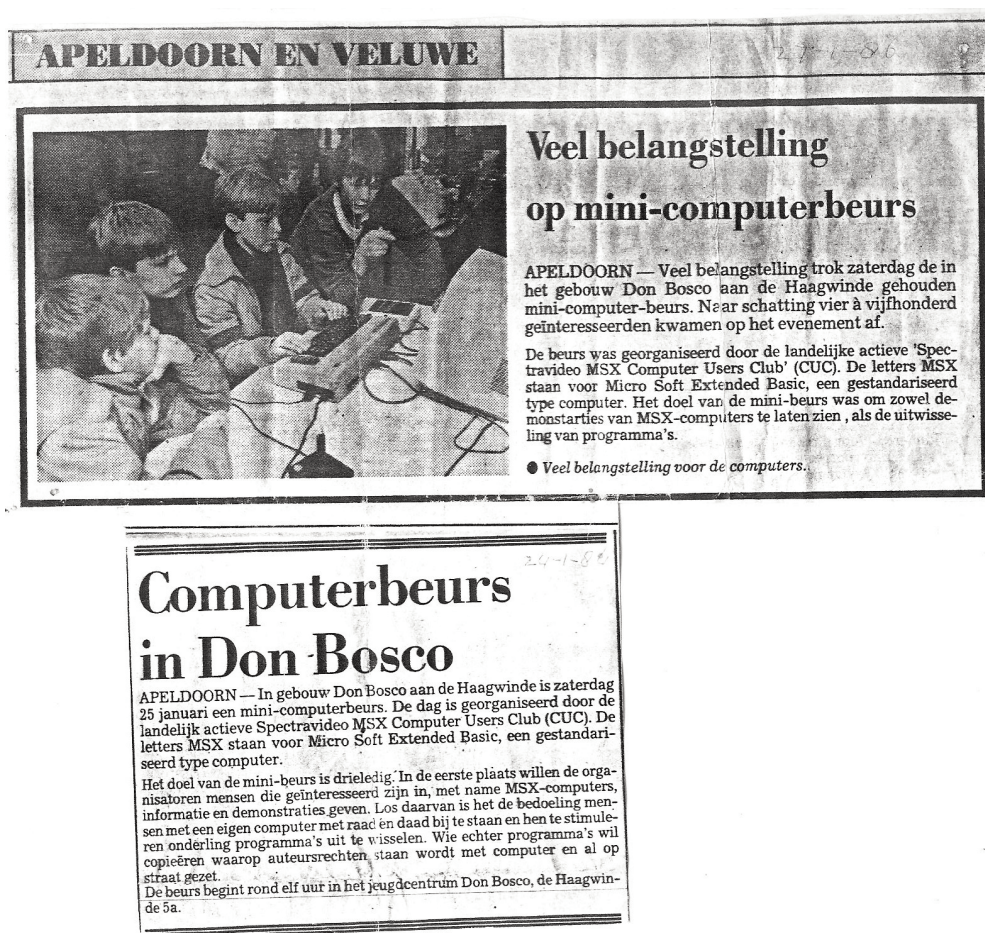 APELDOORN EN VELUWE
27-1-86
Veel belangstelling
op mini-computerbeurs
APELDOORN — Veel belangstelling trok zaterdag de in
het gebouw Don Bosco aan de Haagwinde gehouden
mini-computer-beurs. Naar schatting vier à vijfhonderd
geïnteresseerden kwamen op het evenement af.
De beurs was georganiseerd door de landelijke actieve 'Spec-
travideo MSX Computer Users Club' (CUC). De letters MSX
staan voor Micro Soft Extended Basic, een gestandariseerd
type computer. Het doel van de mini-beurs was om zowel de-
monstarties van MSX-computers te laten zien , als de uitwisse-
ling van programma's.
● Veel belangstelling voor de computers.
24-1-86
Computerbeurs
in Don Bosco
APELDOORN — In gebouw Don Bosco aan de Haagwinde is zaterdag
25 januari een mini-computerbeurs. De dag is georganiseerd door de
landelijk actieve Spectravideo MSX Computer Users Club (CUC). De
letters MSX staan voor Micro Soft Extended Basic, een gestandari-
seerd type computer.
Het doel van de mini-beurs is drieledig. In de eerste plaats willen de orga-
nisatoren mensen die geïnteresseerd zijn in, met name MSX-computers,
informatie en demonstraties geven. Los daarvan is het de bedoeling men-
sen met een eigen computer met raad en daad bij te staan en hen te stimule-
ren onderling programma's uit te wisselen. Wie echter programma's wil
copieëren waarop auteursrechten staan wordt met computer en al op
straat gezet.
De beurs begint rond elf uur in het jeugdcentrum Don Bosco, de Haagwin-
de 5a.